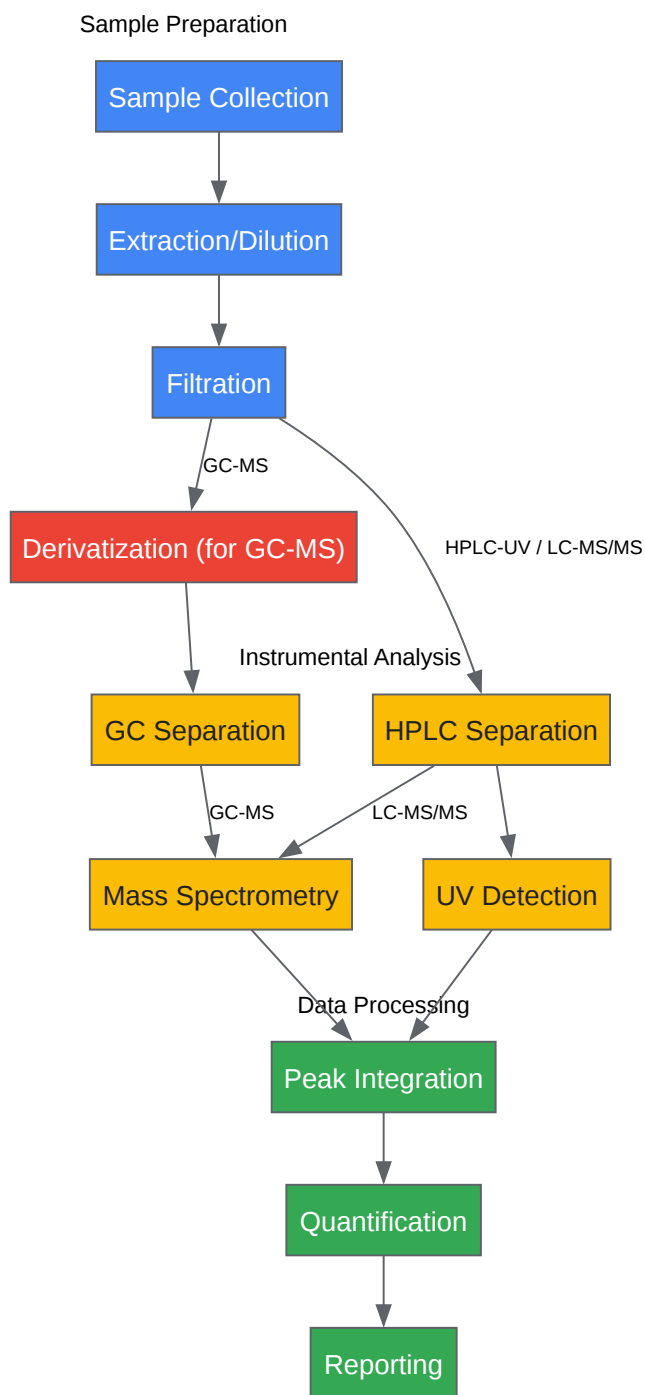 Sample Preparation
Sample Collection
Extraction/Dilution
Filtration
GC-MS
Derivatization (for GC-MS)
HPLC-UV / LC-MS/MS
Instrumental Analysis
GC Separation
HPLC Separation
GC-MS
LC-MS/MS
Mass Spectrometry
UV Detection
Data Processing
Peak Integration
Quantification
Reporting